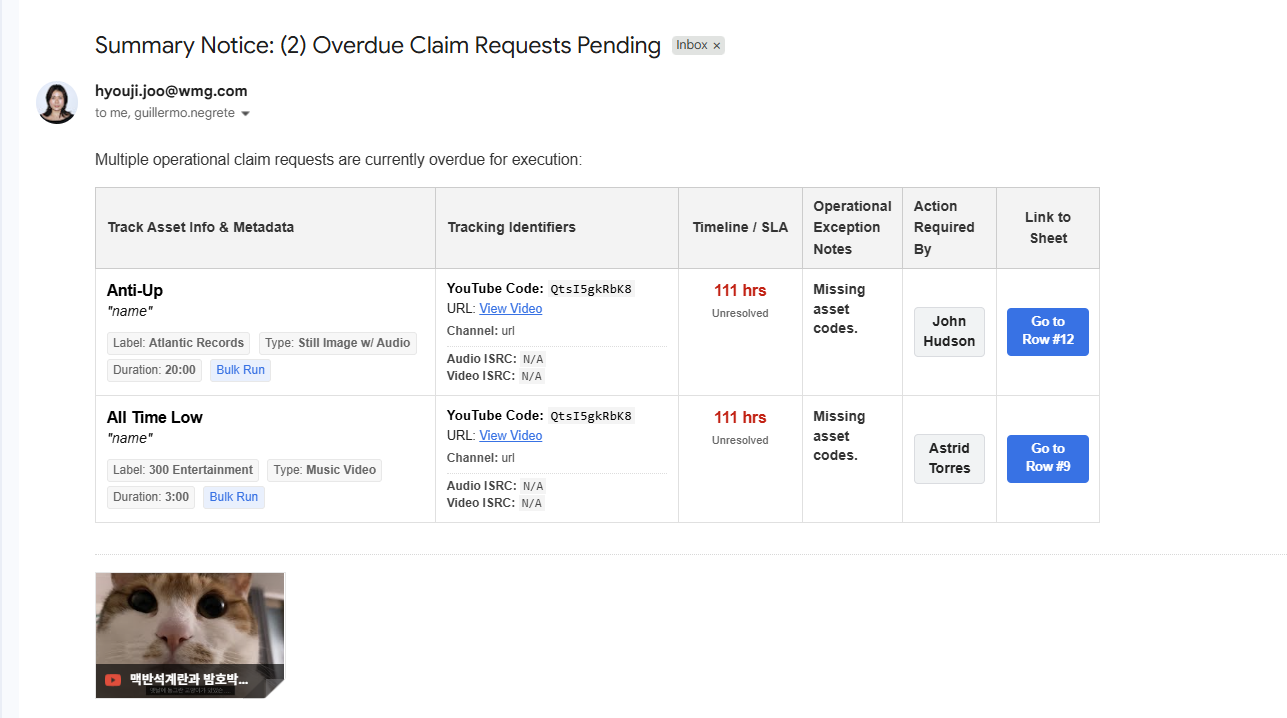 Summary Notice: (2) Overdue Claim Requests Pending Inbox ×
hyouji.joo@wmg.com
to me, guillermo.negrete
Multiple operational claim requests are currently overdue for execution:
Track Asset Info & Metadata
Tracking Identifiers
Timeline / SLA
Operational
Exception
Notes
Action
Required
By
Link to
Sheet
Anti-Up
"name"
Label: Atlantic Records
Type: Still Image w/ Audio
Duration: 20:00
Bulk Run
YouTube Code: QtsI5gkRbK8
URL: View Video
Channel: url
Audio ISRC: N/A
Video ISRC: N/A
111 hrs
Unresolved
Missing
asset
codes.
John
Hudson
Go to
Row #12
All Time Low
"name"
Label: 300 Entertainment
Type: Music Video
Duration: 3:00
Bulk Run
YouTube Code: QtsI5gkRbK8
URL: View Video
Channel: url
Audio ISRC: N/A
Video ISRC: N/A
111 hrs
Unresolved
Missing
asset
codes.
Astrid
Torres
Go to
Row #9
맥반석계란과 밤호박...